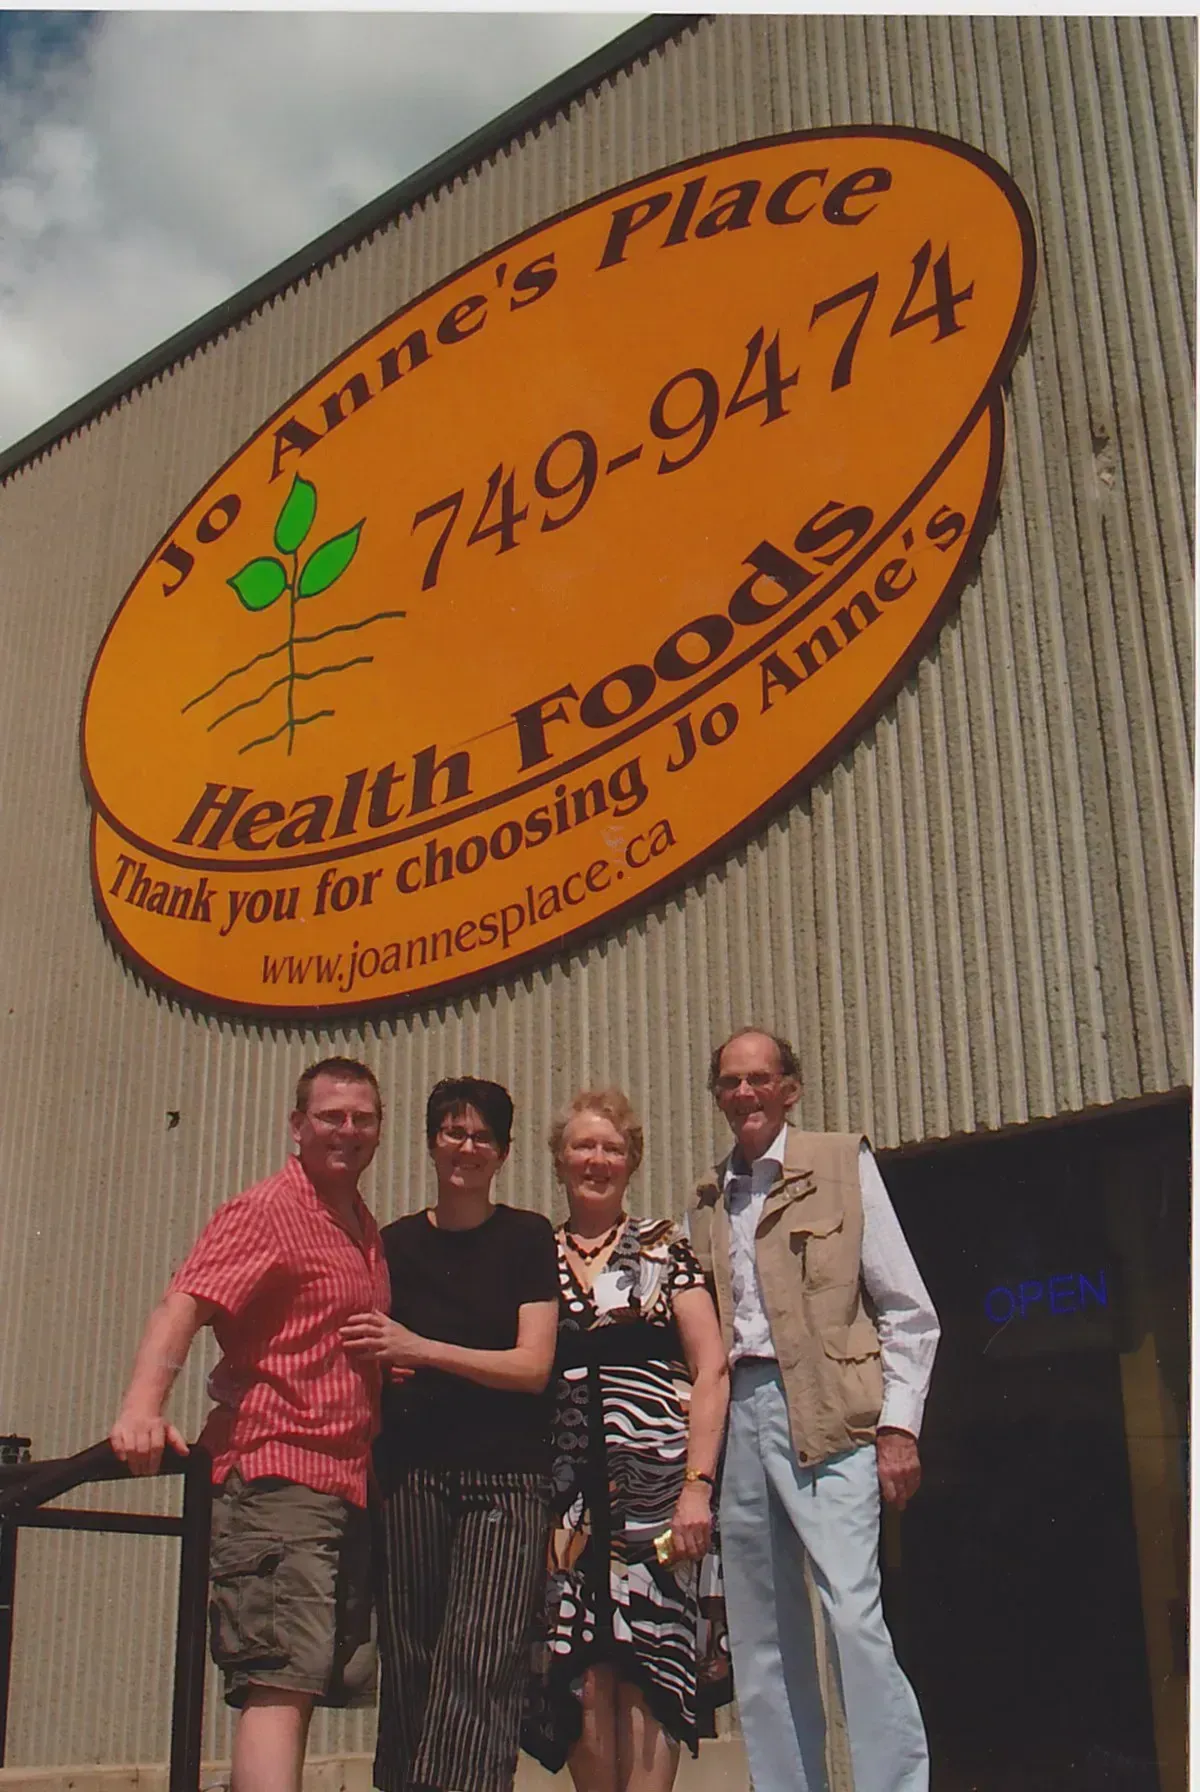 Jo Anne's Place
749-9474
Health Foods
Thank you for choosing Jo Anne's
www.joannesplace.ca
OPEN